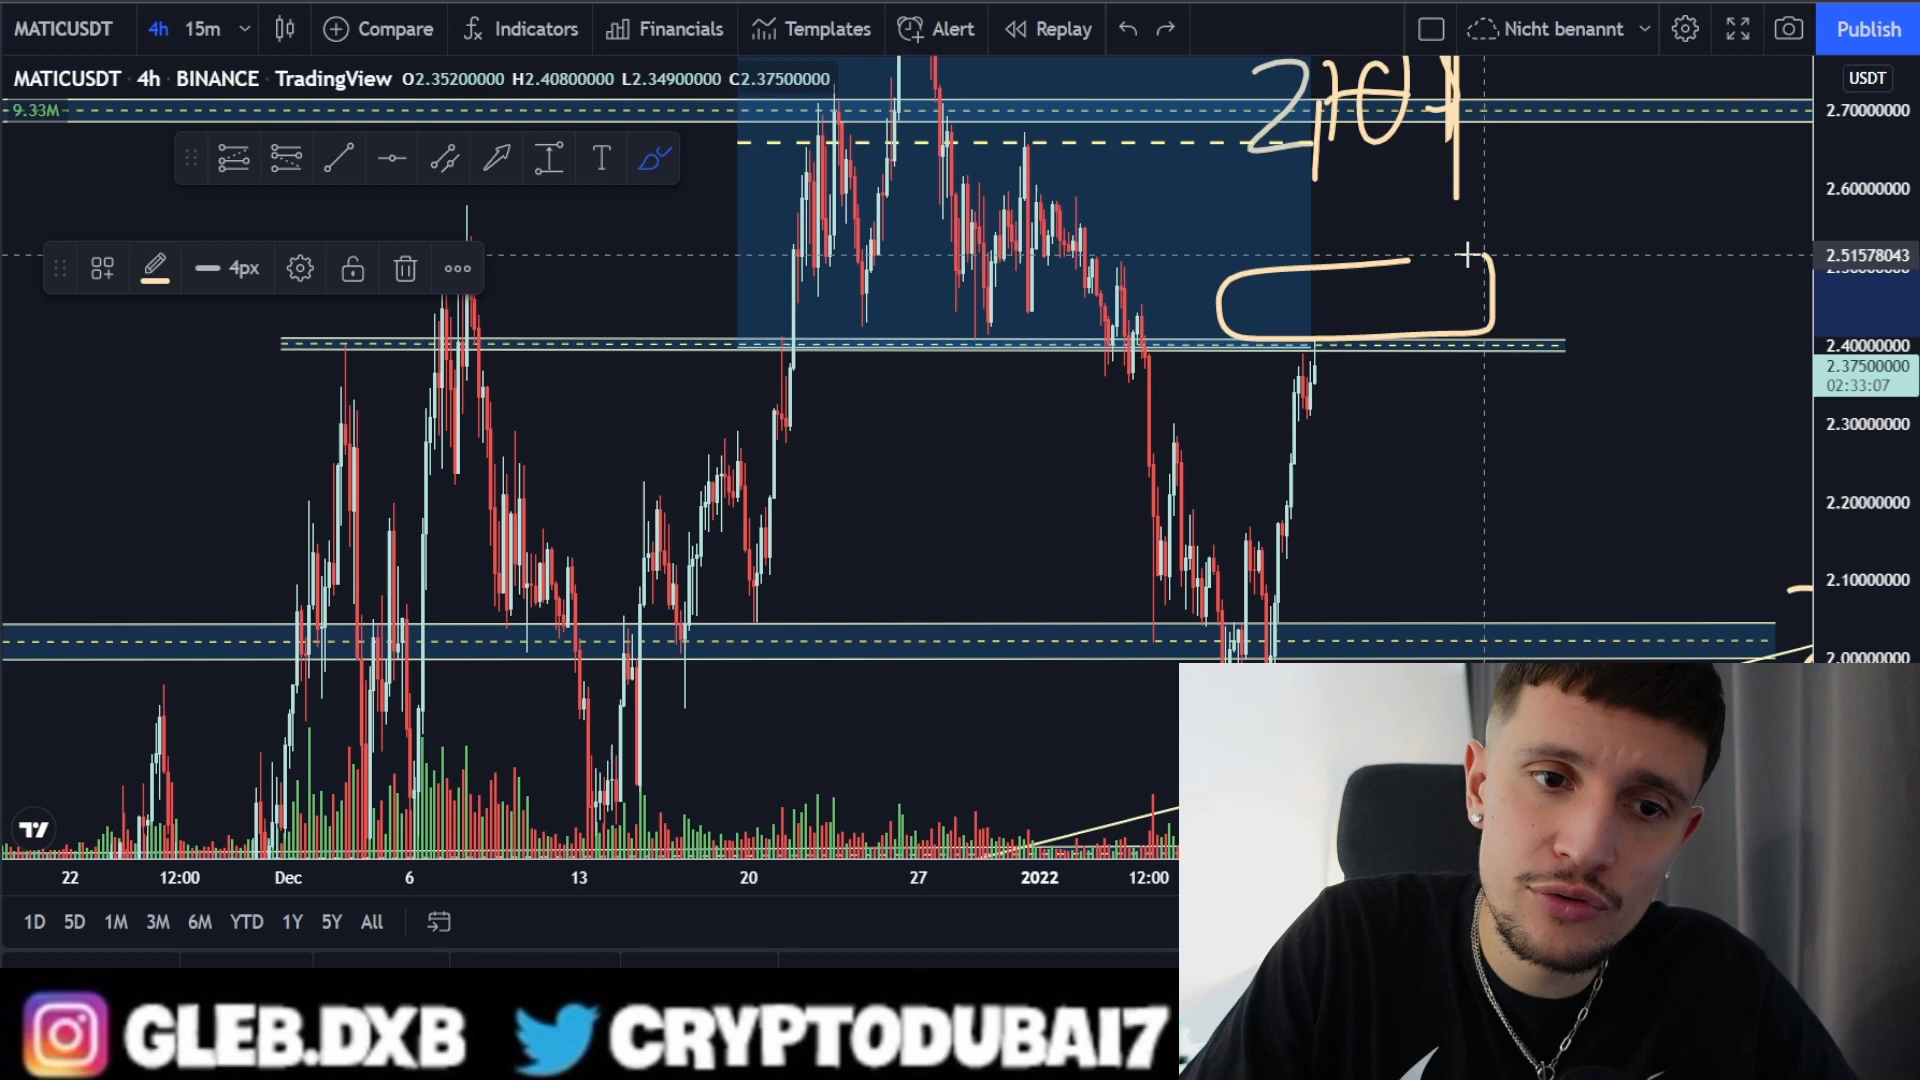 MATICUSDT 4h 15m Compare Indicators Financials Templates Alert Replay Nicht benannt Publish
MATICUSDT 4h BINANCE TradingView O2.35200000 H2.40800000 L2.34900000 C2.37500000 USDT
9.33M
2.70000000
2.60000000
2.51578043
4px
2.40000000
2.37500000
02:33:07
2.30000000
2.20000000
2.10000000
2.00000000
22 12:00 Dec 6 13 20 27 2022 12:00
1D 5D 1M 3M 6M YTD 1Y 5Y All
GLEB.DXB CRYPTODUBAI7